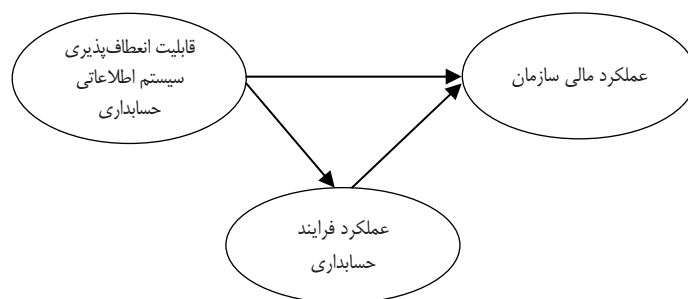 قابلیت انعطاف‌پذیری
سیستم اطلاعاتی
حسابداری
عملکرد مالی سازمان
عملکرد فرایند
حسابداری